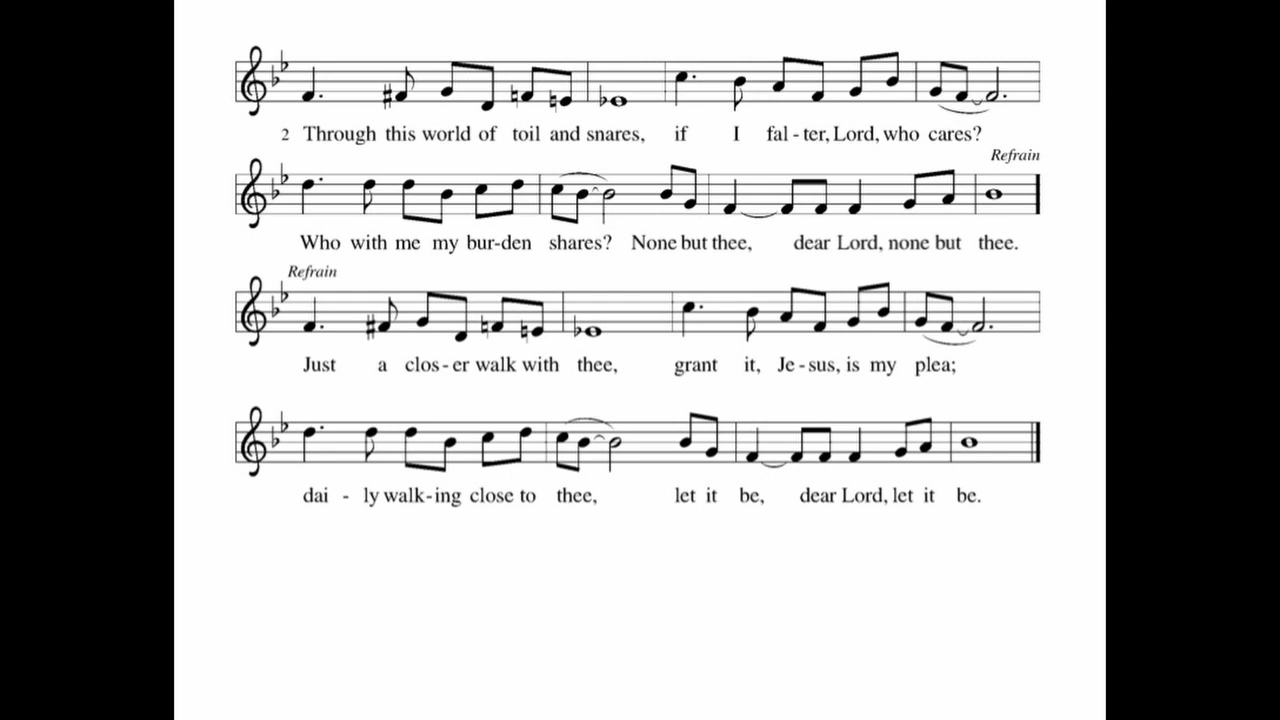 2 Through this world of toil and snares, if I fal - ter, Lord, who cares?
Refrain
Who with me my bur-den shares? None but thee, dear Lord, none but thee.
Refrain
Just a clos - er walk with thee, grant it, Je - sus, is my plea;
dai - ly walk-ing close to thee, let it be, dear Lord, let it be.